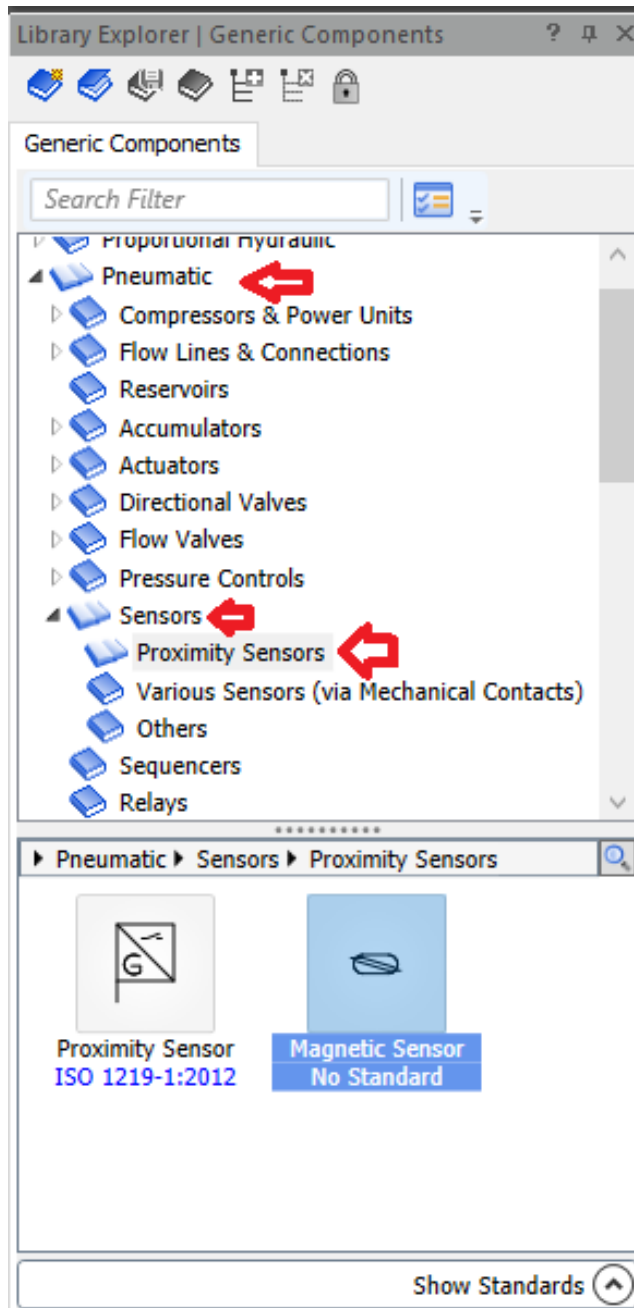 Library Explorer | Generic Components
Generic Components
Search Filter
Proportional Hydraulic
Pneumatic
Compressors & Power Units
Flow Lines & Connections
Reservoirs
Accumulators
Actuators
Directional Valves
Flow Valves
Pressure Controls
Sensors
Proximity Sensors
Various Sensors (via Mechanical Contacts)
Others
Sequencers
Relays
Pneumatic Sensors Proximity Sensors
G
Proximity Sensor Magnetic Sensor
ISO 1219-1:2012 No Standard
Show Standards